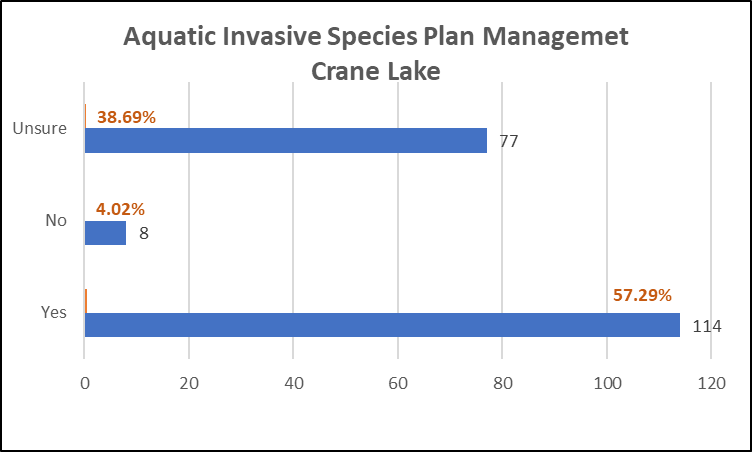 Aquatic Invasive Species Plan Managemet
Crane Lake
38.69%
Unsure
77
4.02%
No
8
57.29%
Yes
114
0 20 40 60 80 100 120